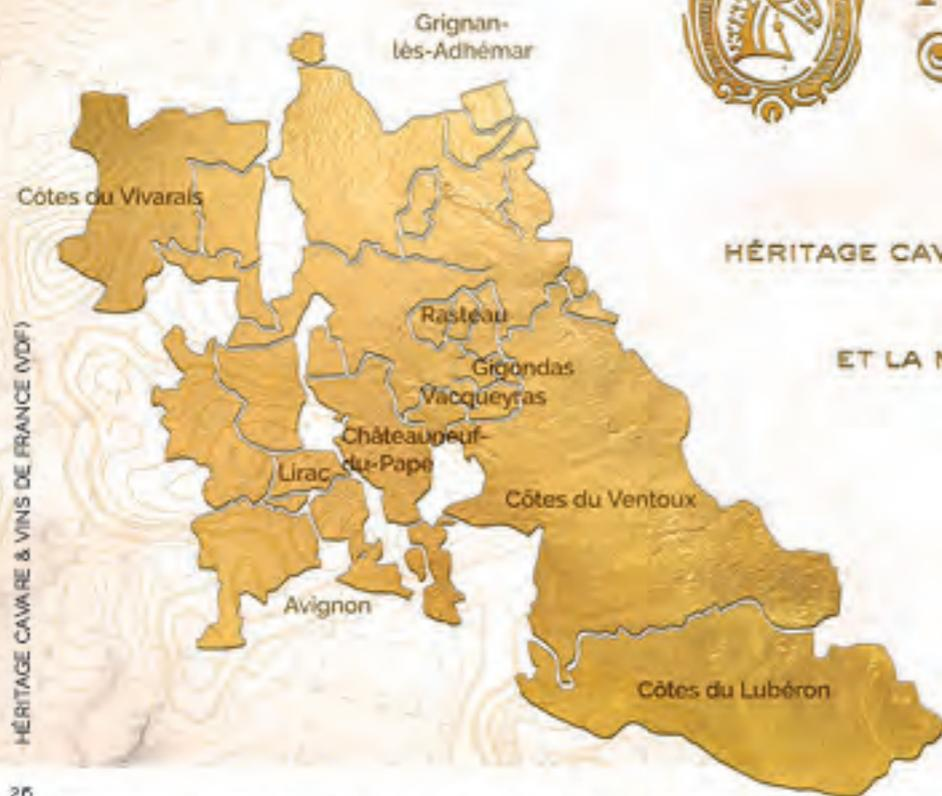 Grignan-
lès-Adhémar
Côtes du Vivarais
HÉRITAGE
ET LA
Rasteau
Gigondas
Vacqueyras
Châteauneuf-
du-Pape
Lirac
Côtes du Ventoux
Avignon
Côtes du Lubéron
HÉRITAGE CAVARE & VINS DE FRANCE (VDF)
26